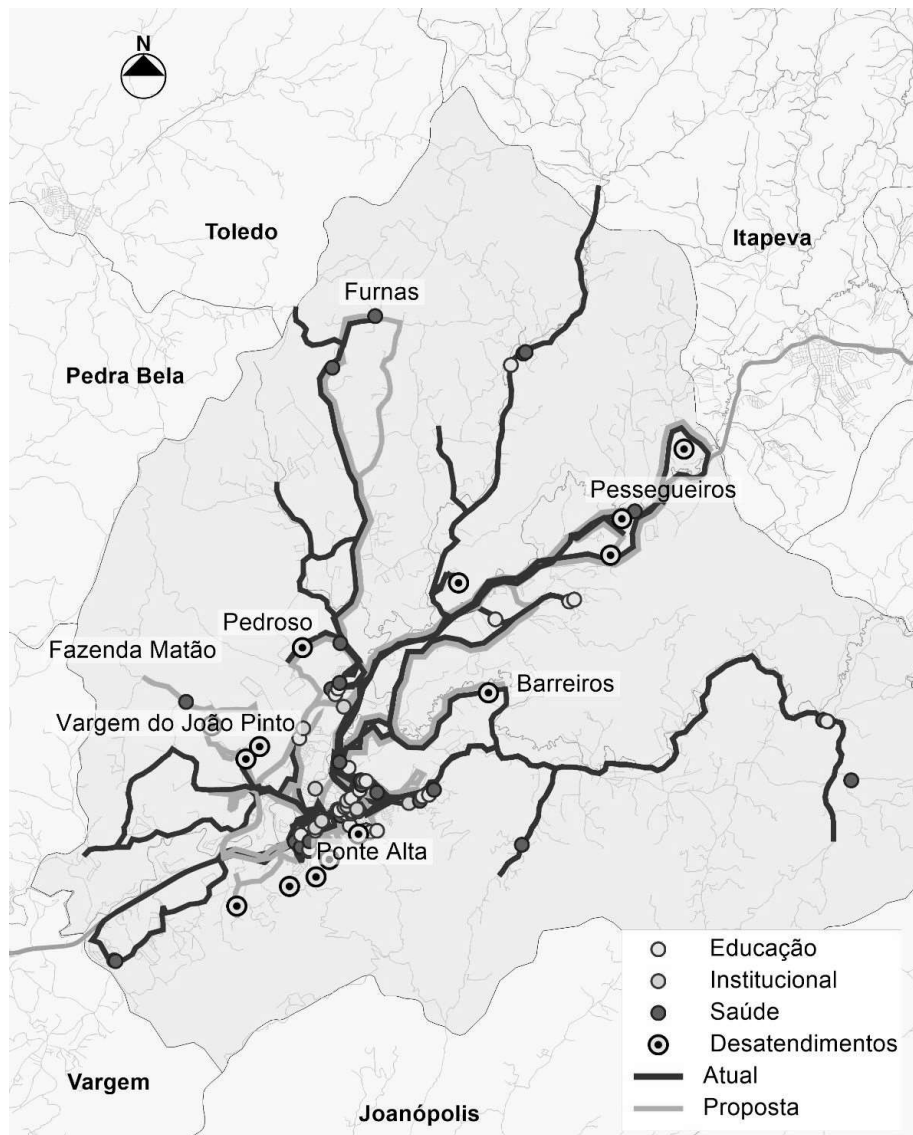 N
Toledo
Itapeva
Furnas
Pedra Bela
Pessegueiros
Pedroso
Fazenda Matão
Barreiros
Vargem do João Pinto
Ponte Alta
Educação
Institucional
Saúde
Desatendimentos
Atual
Proposta
Vargem
Joanópolis